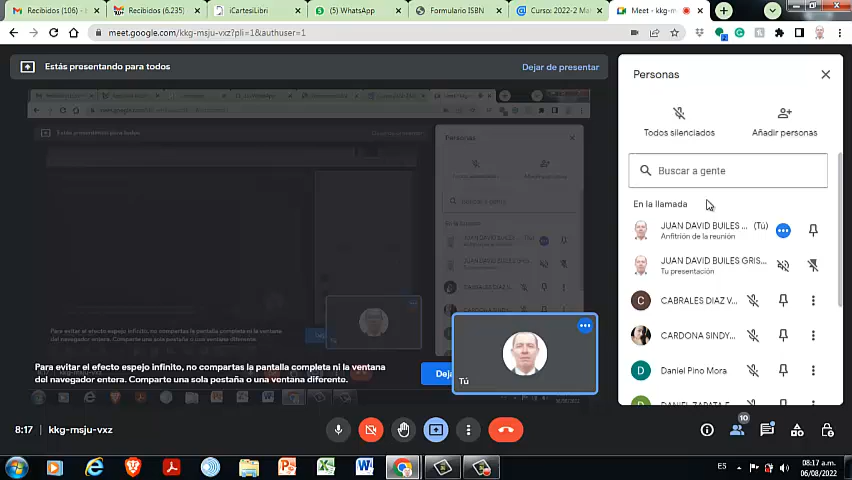 Recibidos (106) - l
Recibidos (6.235)
iCartesiLibri
(5) WhatsApp
Formulario ISBN
Curso: 2022-2 Ma
Meet - kkg-m
meet.google.com/kkg-msju-vxz?pli=1&authuser=1
Estás presentando para todos
Dejar de presentar
Personas
Todos silenciados
Añadir personas
Buscar a gente
En la llamada
JUAN DAVID BUILES ... (Tú)
Anfitrión de la reunión
JUAN DAVID BUILES GRIS...
Tu presentación
C
CABRALES DIAZ V...
CARDONA SINDY...
D
Daniel Pino Mora
Para evitar el efecto espejo infinito, no compartas la pantalla completa ni la ventana
del navegador entera. Comparte una sola pestaña o una ventana diferente.
Tú
8:17
kkg-msju-vxz
10
ES
08:17 a.m.
06/08/2022